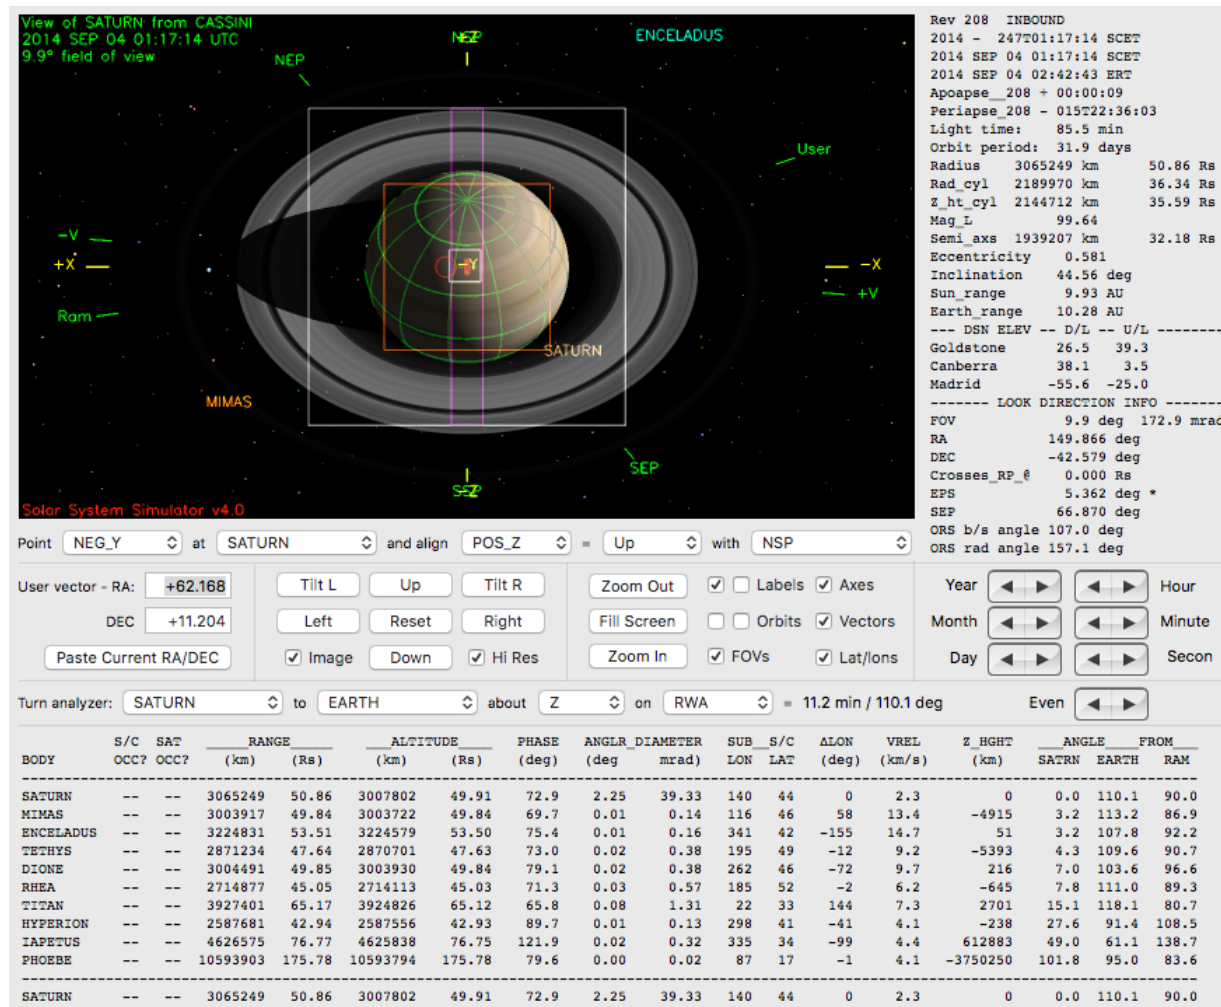 View of SATURN from CASSINI
2014 SEP 04 01:17:14 UTC
9.9° field of view
+Z
NEP
ENCELADUS
User
-V
+X
-Y
-X
+V
Ram
SATURN
MIMAS
SEP
-Z
Solar System Simulator v4.0
Rev 208 INBOUND
2014 - 247T01:17:14 SCET
2014 SEP 04 01:17:14 SCET
2014 SEP 04 02:42:43 ERT
Apoapse__208 + 00:00:09
Periapse_208 - 015T22:36:03
Light time: 85.5 min
Orbit period: 31.9 days
Radius 3065249 km 50.86 Rs
Rad_cyl 2189970 km 36.34 Rs
Z_ht_cyl 2144712 km 35.59 Rs
Mag_L 99.64
Semi_axs 1939207 km 32.18 Rs
Eccentricity 0.581
Inclination 44.56 deg
Sun_range 9.93 AU
Earth_range 10.28 AU
--- DSN ELEV -- D/L -- U/L -------
Goldstone 26.5 39.3
Canberra 38.1 3.5
Madrid -55.6 -25.0
------- LOOK DIRECTION INFO -------
FOV 9.9 deg 172.9 mrad
RA 149.866 deg
DEC -42.579 deg
Crosses_RP_@ 0.000 Rs
EPS 5.362 deg *
SEP 66.870 deg
ORS b/s angle 107.0 deg
ORS rad angle 157.1 deg
Point NEG_Y at SATURN and align POS_Z = Up with NSP
User vector - RA: +62.168 Tilt L Up Tilt R Zoom Out Labels Axes Year Hour
DEC +11.204 Left Reset Right Fill Screen Orbits Vectors Month Minute
Paste Current RA/DEC Image Down Hi Res Zoom In FOVs Lat/lons Day Secon
Turn analyzer: SATURN to EARTH about Z on RWA = 11.2 min / 110.1 deg Even
S/C SAT _____RANGE_____ ____ALTITUDE____ PHASE ANGLR_DIAMETER SUB__S/C ΔLON VREL Z_HGHT ___ANGLE___FROM___
BODY OCC? OCC? (km) (Rs) (km) (Rs) (deg) (deg mrad) LON LAT (deg) (km/s) (km) SATRN EARTH RAM
SATURN -- -- 3065249 50.86 3007802 49.91 72.9 2.25 39.33 140 44 0 2.3 0 0.0 110.1 90.0
MIMAS -- -- 3003917 49.84 3003722 49.84 69.7 0.01 0.14 116 46 58 13.4 -4915 3.2 113.2 86.9
ENCELADUS -- -- 3224831 53.51 3224579 53.50 75.4 0.01 0.16 341 42 -155 14.7 51 3.2 107.8 92.2
TETHYS -- -- 2871234 47.64 2870701 47.63 73.0 0.02 0.38 195 49 -12 9.2 -5393 4.3 109.6 90.7
DIONE -- -- 3004491 49.85 3003930 49.84 79.1 0.02 0.38 262 46 -72 9.7 216 7.0 103.6 96.6
RHEA -- -- 2714877 45.05 2714113 45.03 71.3 0.03 0.57 185 52 -2 6.2 -645 7.8 111.0 89.3
TITAN -- -- 3927401 65.17 3924826 65.12 65.8 0.08 1.31 22 33 144 7.3 2701 15.1 118.1 80.7
HYPERION -- -- 2587681 42.94 2587556 42.93 89.7 0.01 0.13 298 41 -41 4.1 -238 27.6 91.4 108.5
IAPETUS -- -- 4626575 76.77 4625838 76.75 121.9 0.02 0.32 335 34 -99 4.4 612883 49.0 61.1 138.7
PHOEBE -- -- 10593903 175.78 10593794 175.78 79.6 0.00 0.02 87 17 -1 4.1 -3750250 101.8 95.0 83.6
SATURN -- -- 3065249 50.86 3007802 49.91 72.9 2.25 39.33 140 44 0 2.3 0 0.0 110.1 90.0